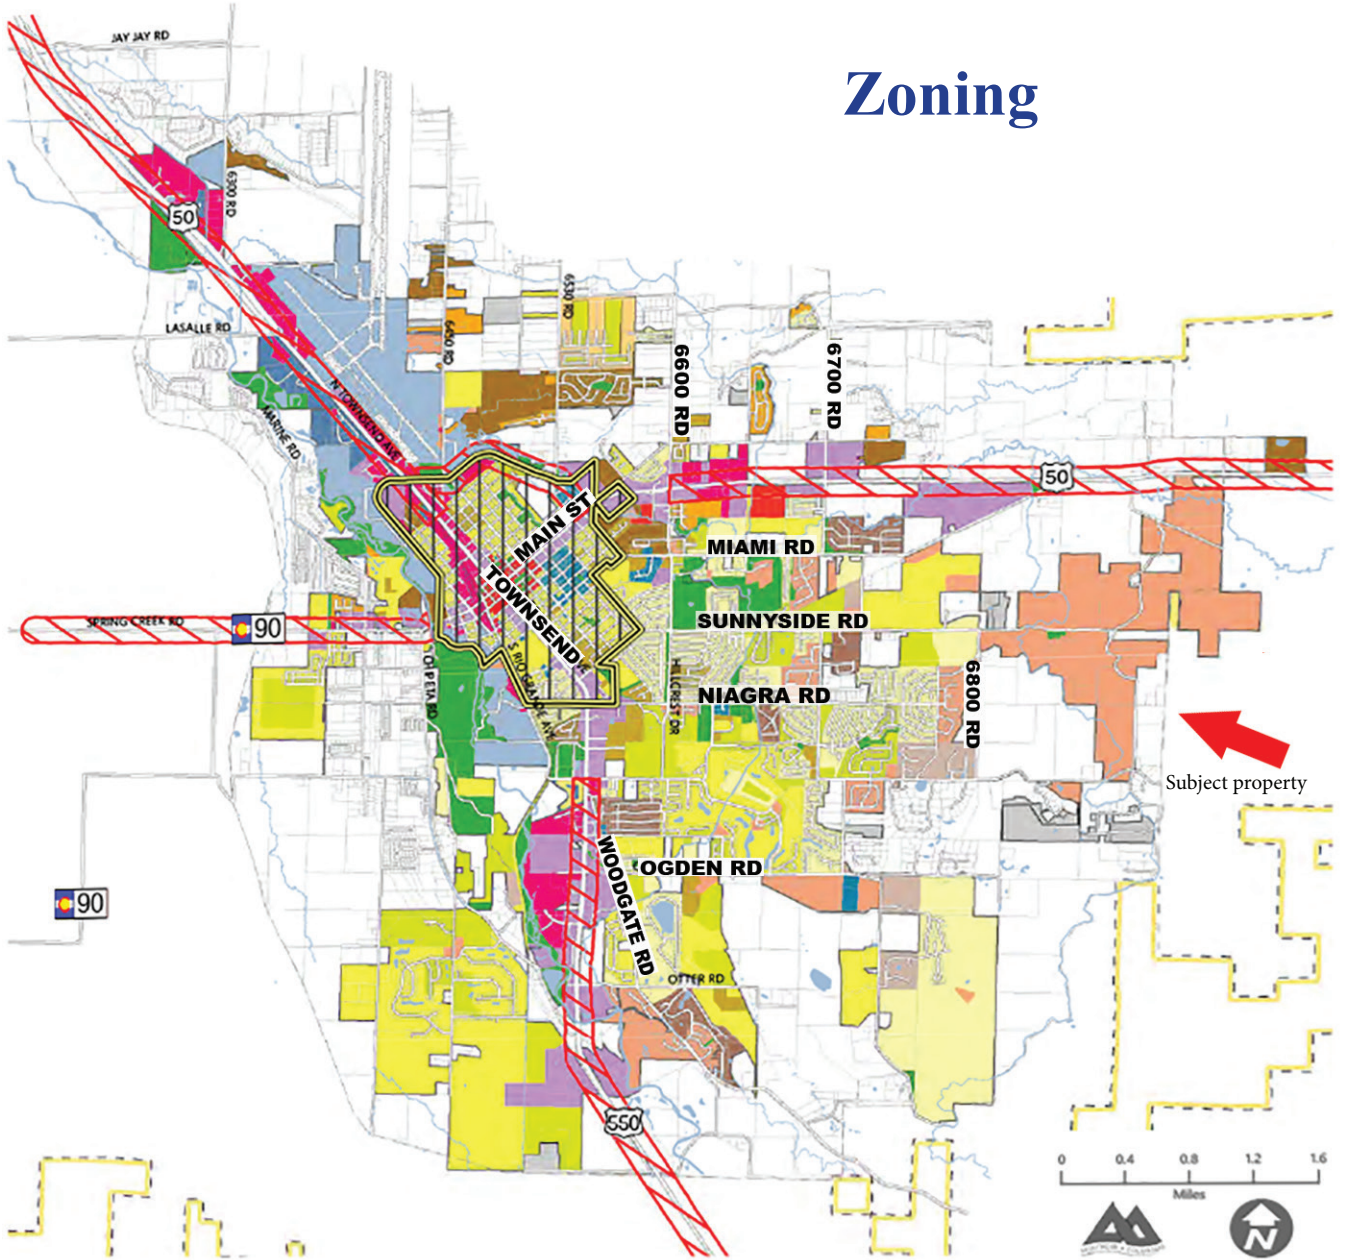 Zoning
JAY JAY RD
6300 RD
50
LASALLE RD
6530 RD
6450 RD
6600 RD
6700 RD
N TOWNSEND AVE
MARINE RD
50
MAIN ST
MIAMI RD
TOWNSEND
SPRING CREEK RD
90
SUNNYSIDE RD
S RIO GRANDE AVE
CHIPETA RD
HILLCREST DR
NIAGRA RD
6800 RD
Subject property
WOODGATE RD
OGDEN RD
90
OTTER RD
550
0 0.4 0.8 1.2 1.6
Miles
N